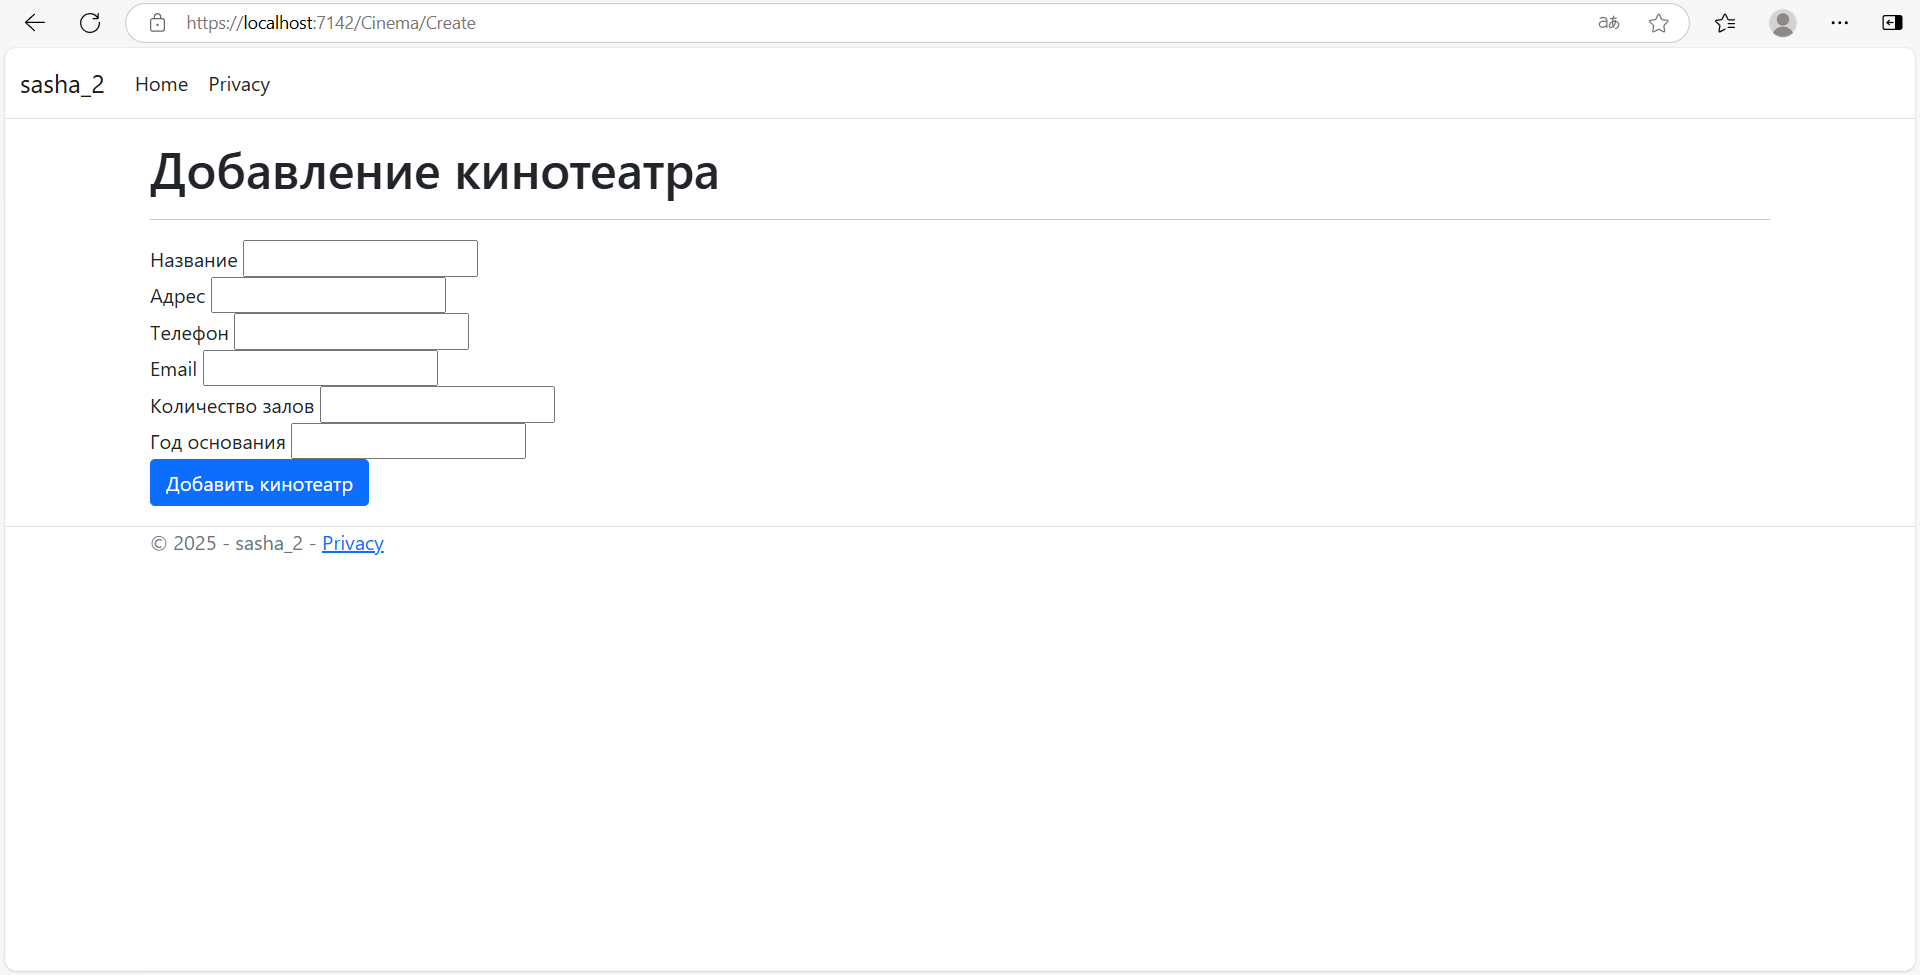 https://localhost:7142/Cinema/Create
sasha_2 Home Privacy
Добавление кинотеатра
Название
Адрес
Телефон
Email
Количество залов
Год основания
Добавить кинотеатр
© 2025 - sasha_2 - Privacy